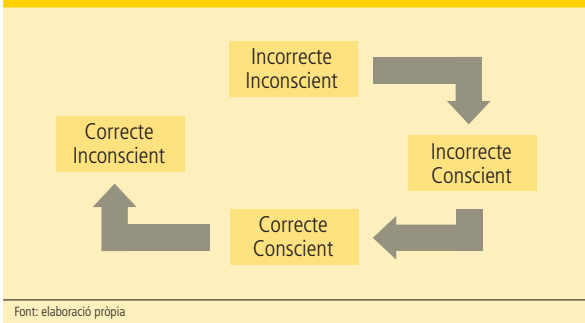 Incorrecte
Inconscient
Incorrecte
Conscient
Correcte
Conscient
Correcte
Inconscient
Font: elaboració pròpia